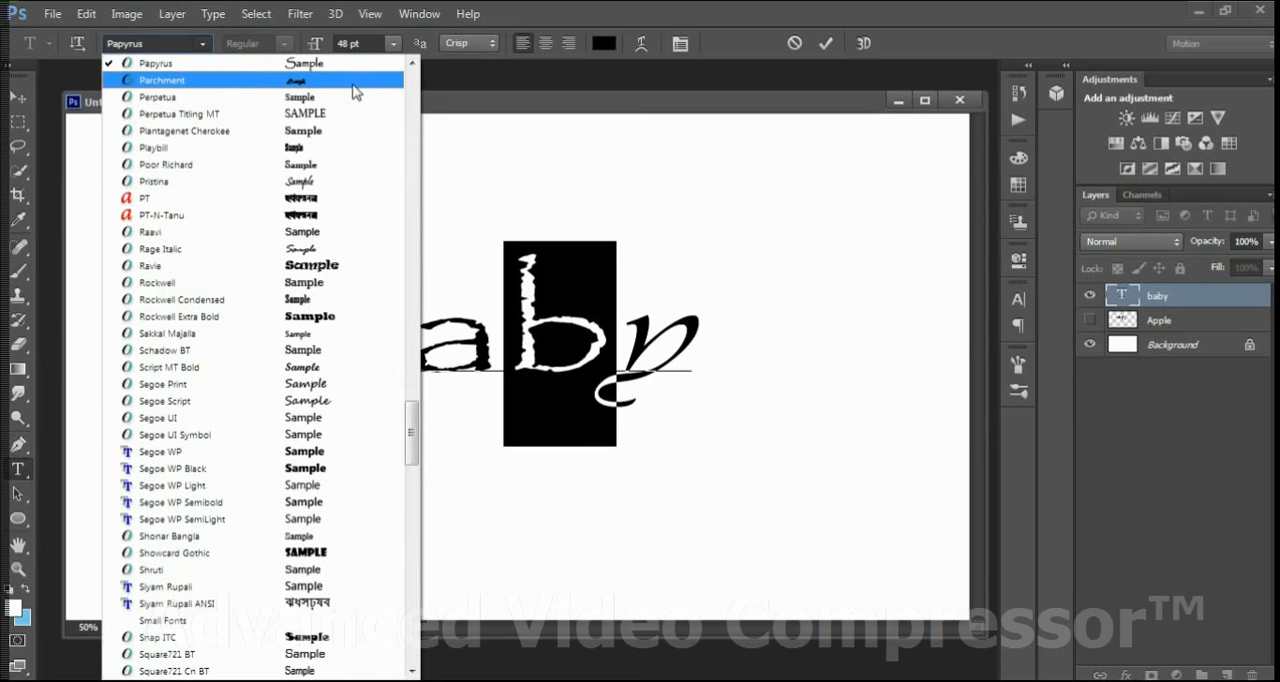 Ps File Edit Image Layer Type Select Filter 3D View Window Help
T Papyrus Regular 48 pt Crisp 3D Motion
Papyrus Sample
Parchment
Perpetua Sample
Perpetua Titling MT SAMPLE
Plantagenet Cherokee Sample
Playbill Sample
Poor Richard Sample
Pristina Sample
PT
PT-N-Tanu
Raavi Sample
Rage Italic Sample
Ravie Sample
Rockwell Sample
Rockwell Condensed Sample
Rockwell Extra Bold Sample
Sakkal Majalla Sample
Schadow BT Sample
Script MT Bold Sample
Segoe Print Sample
Segoe Script Sample
Segoe UI Sample
Segoe UI Symbol Sample
Segoe WP Sample
Segoe WP Black Sample
Segoe WP Light Sample
Segoe WP Semibold Sample
Segoe WP SemiLight Sample
Shonar Bangla Sample
Showcard Gothic SAMPLE
Shruti Sample
Siyam Rupali Sample
Siyam Rupali ANSI
Small Fonts
Snap ITC Sample
Square721 BT Sample
Square721 Cn BT Sample
Ps Unt
aby
50%
Adjustments
Add an adjustment
Layers Channels
Kind
Normal Opacity: 100%
Lock: Fill: 100%
T baby
Apple
Background
Advanced Video Compressor™